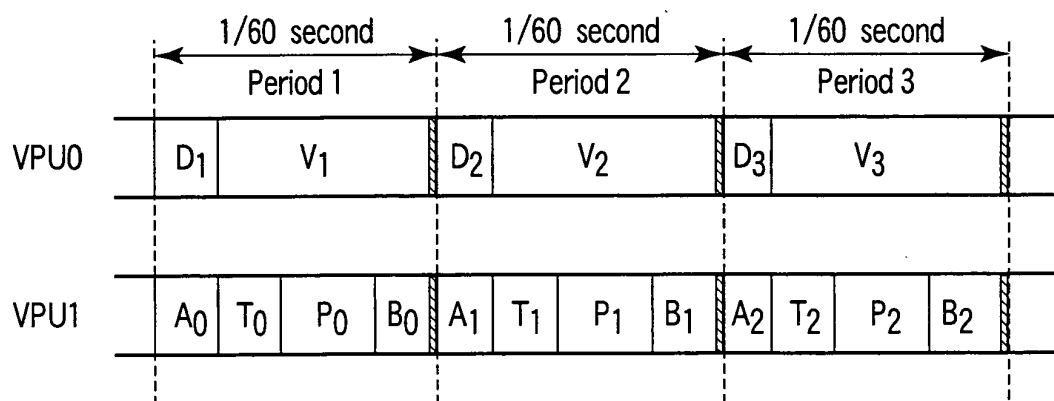 1/60 second 1/60 second 1/60 second
Period 1 Period 2 Period 3
VPU0 D1 V1 D2 V2 D3 V3
VPU1 A0 T0 P0 B0 A1 T1 P1 B1 A2 T2 P2 B2